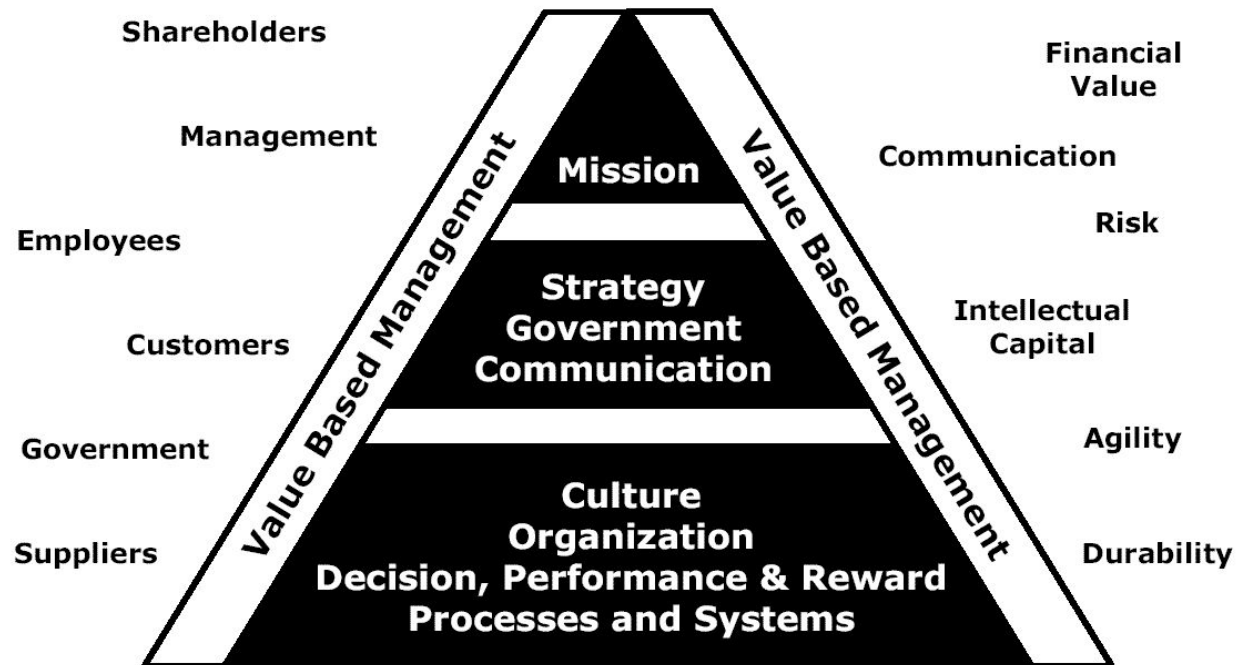 Shareholders
Management
Employees
Customers
Government
Suppliers
Value Based Management
Mission
Strategy
Government
Communication
Culture
Organization
Decision, Performance & Reward
Processes and Systems
Value Based Management
Financial
Value
Communication
Risk
Intellectual
Capital
Agility
Durability